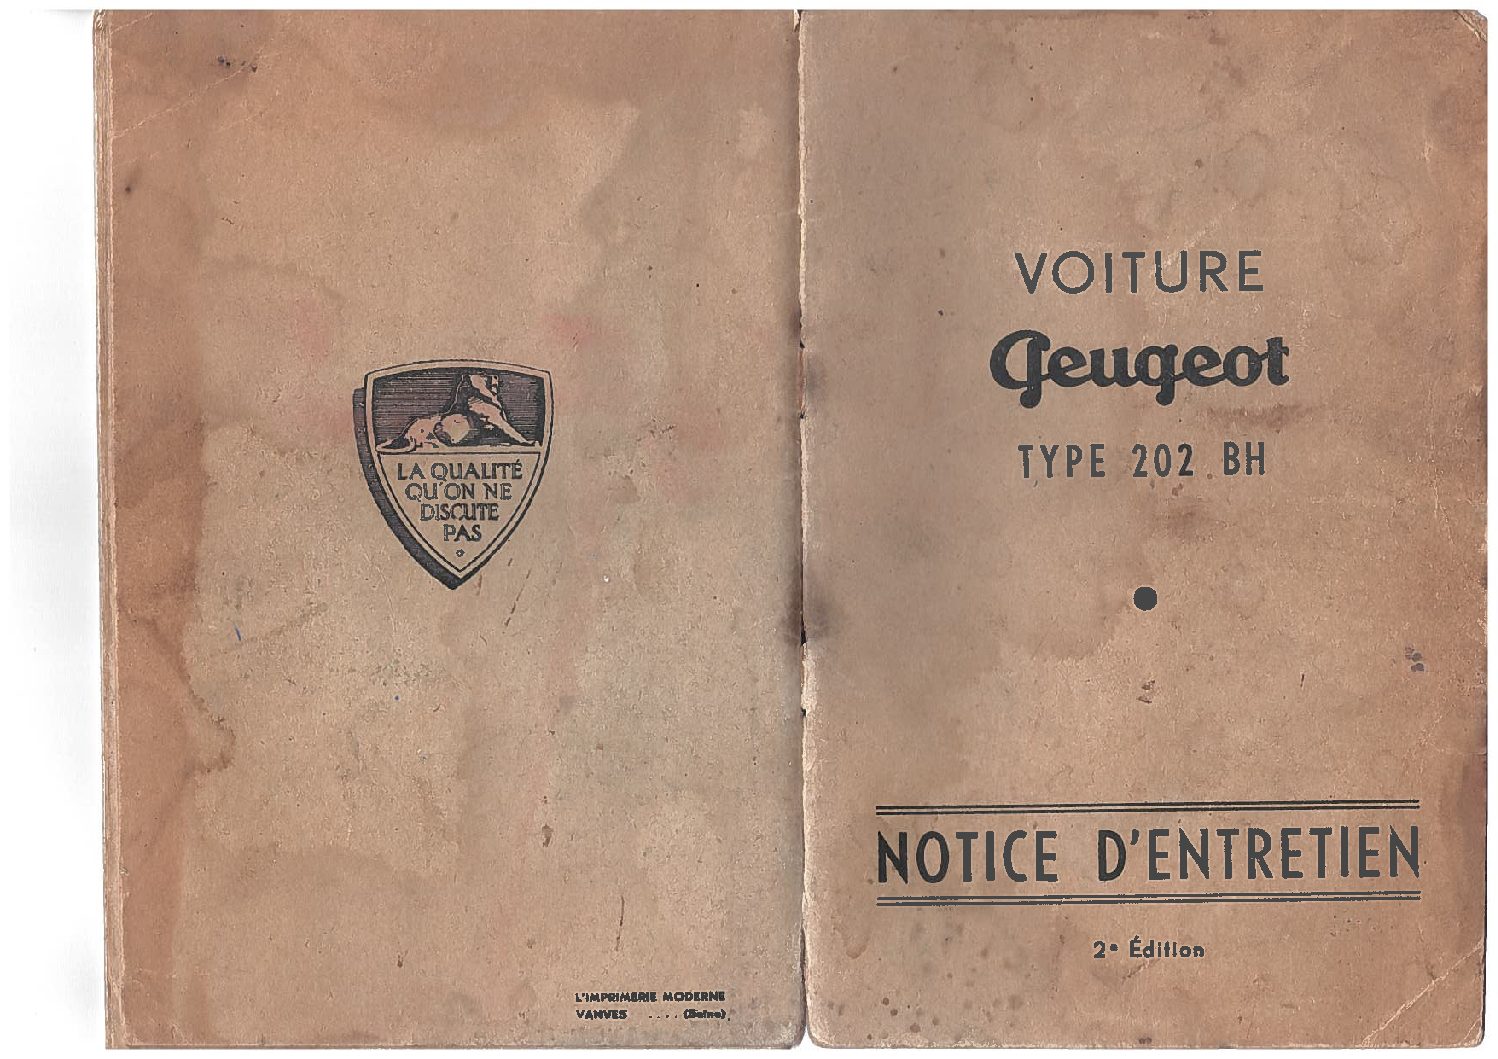 LA QUALITÉ
QU'ON NE
DISCUTE
PAS
L'IMPRIMERIE MODERNE
VANVES .... (Seine)
VOITURE
Peugeot
TYPE 202 BH
NOTICE D'ENTRETIEN
2e Édition